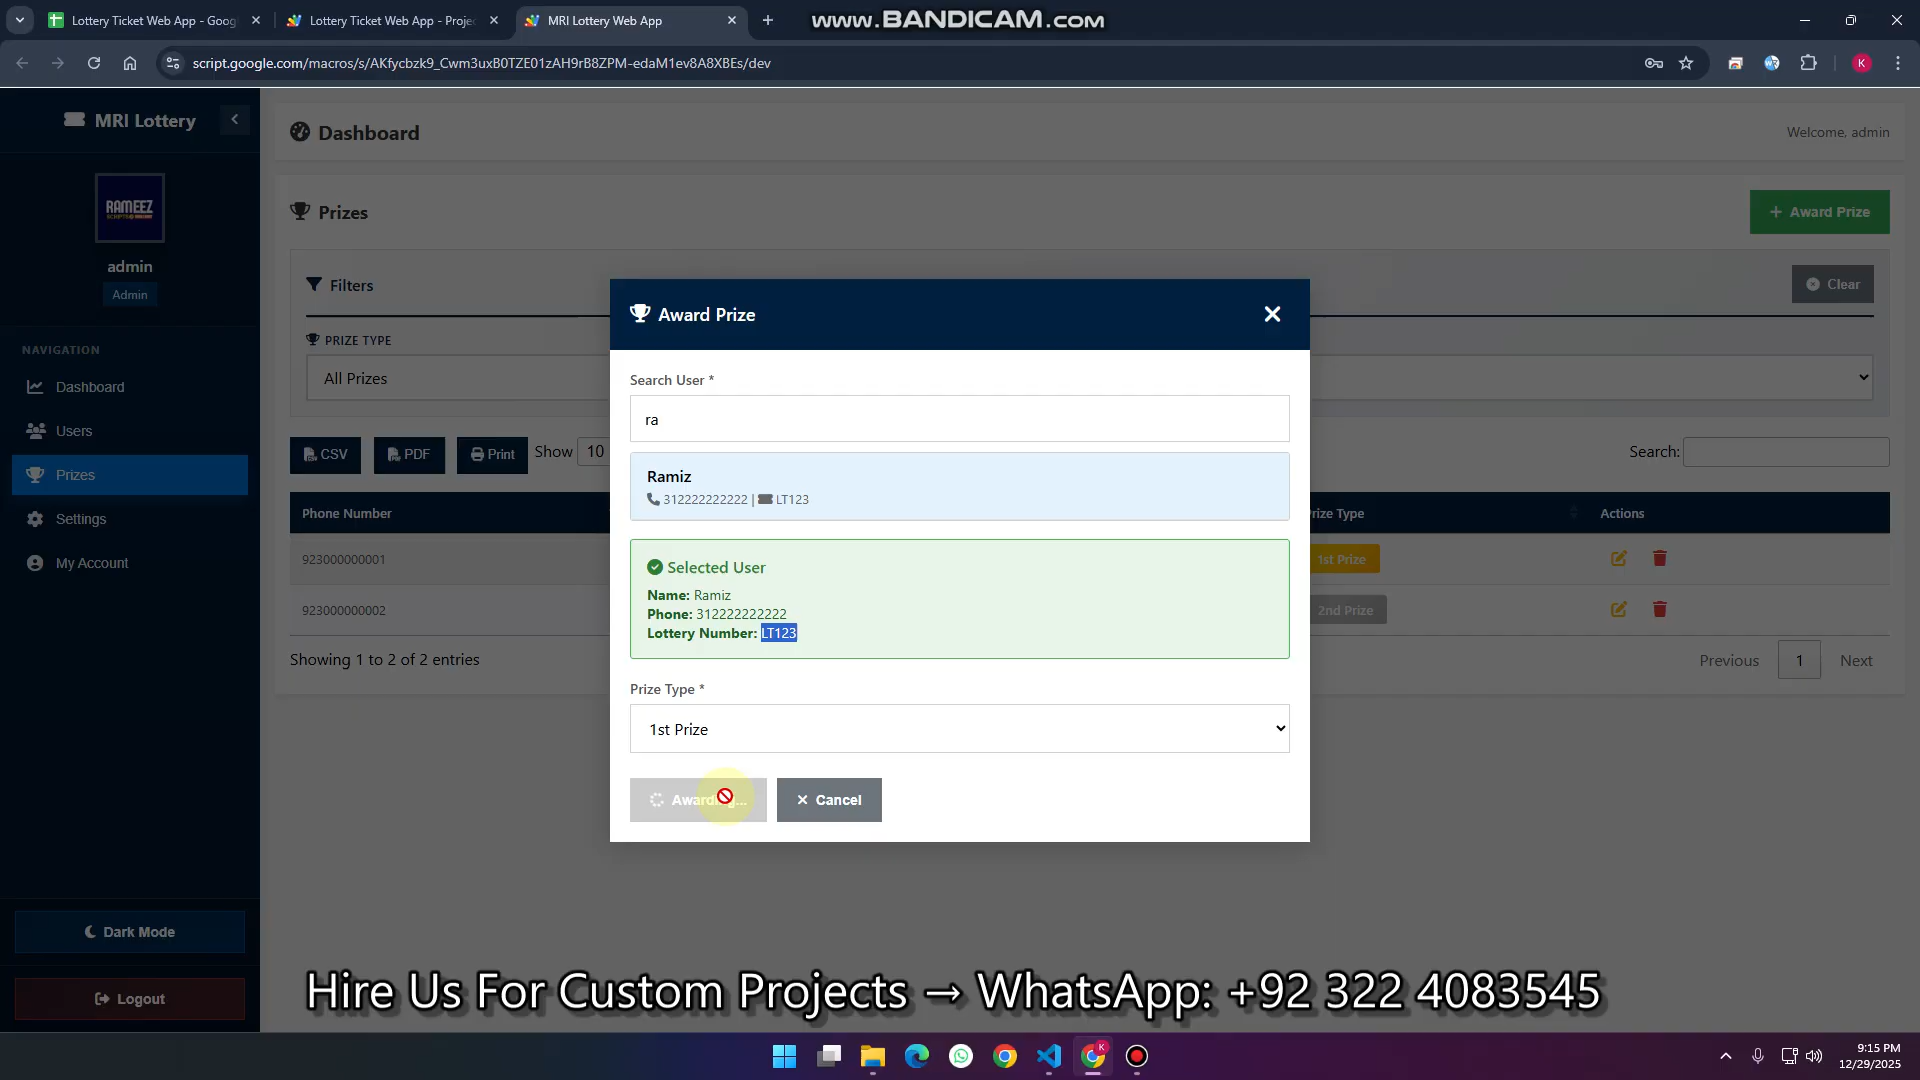 Lottery Ticket Web App - Goog
Lottery Ticket Web App - Proje
MRI Lottery Web App
www.BANDICAM.com
script.google.com/macros/s/AKfycbzk9_Cwm3uxB0TZE01zAH9rB8ZPM-edaM1ev8A8XBEs/dev
K
MRI Lottery
Dashboard
Welcome, admin
RAMEEZ
Prizes
Award Prize
admin
Admin
Filters
Clear
Award Prize
PRIZE TYPE
All Prizes
NAVIGATION
Dashboard
Users
Prizes
Settings
My Account
Search User *
ra
CSV
PDF
Print
Show
10
Search:
Ramiz
312222222222 | LT123
Phone Number
Prize Type
Actions
923000000001
1st Prize
923000000002
2nd Prize
Selected User
Name: Ramiz
Phone: 312222222222
Lottery Number: LT123
Showing 1 to 2 of 2 entries
Previous
1
Next
Prize Type *
1st Prize
Awarding...
Cancel
Dark Mode
Logout
Hire Us For Custom Projects → WhatsApp: +92 322 4083545
K
9:15 PM
12/29/2025